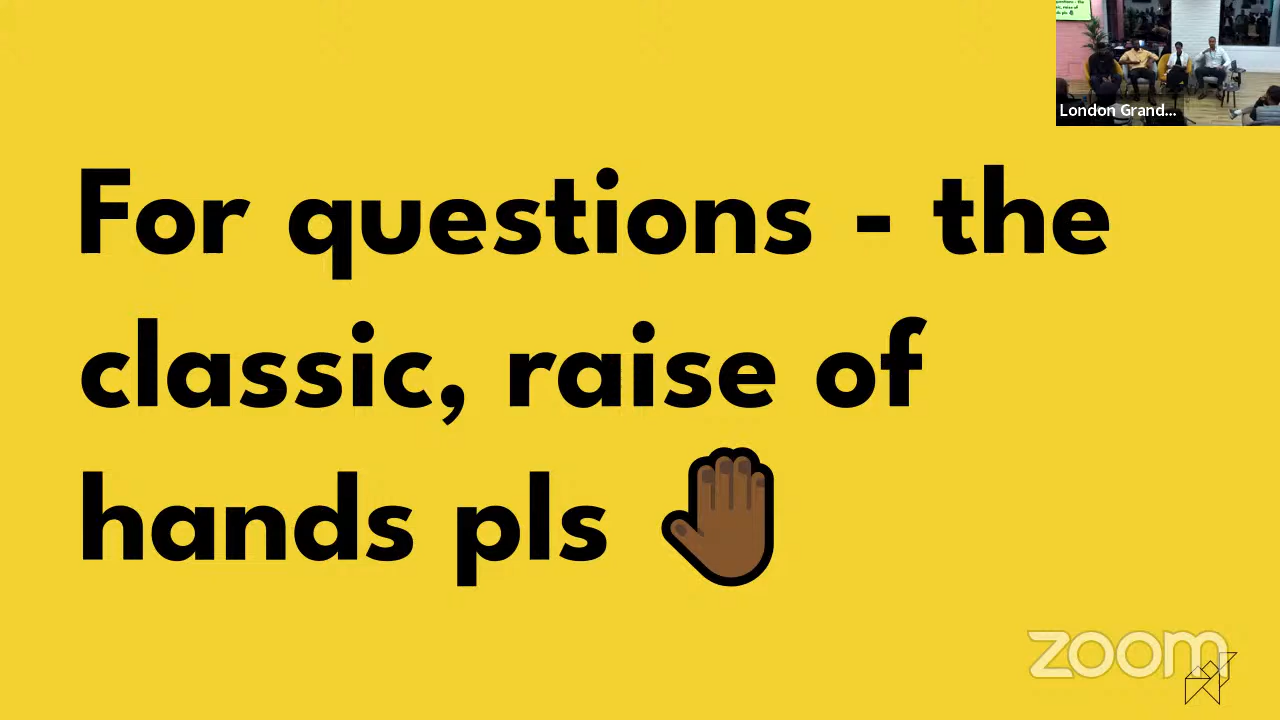 For questions - the
classic, raise of
hands pls 🤚🏾
London Grand...
zoom